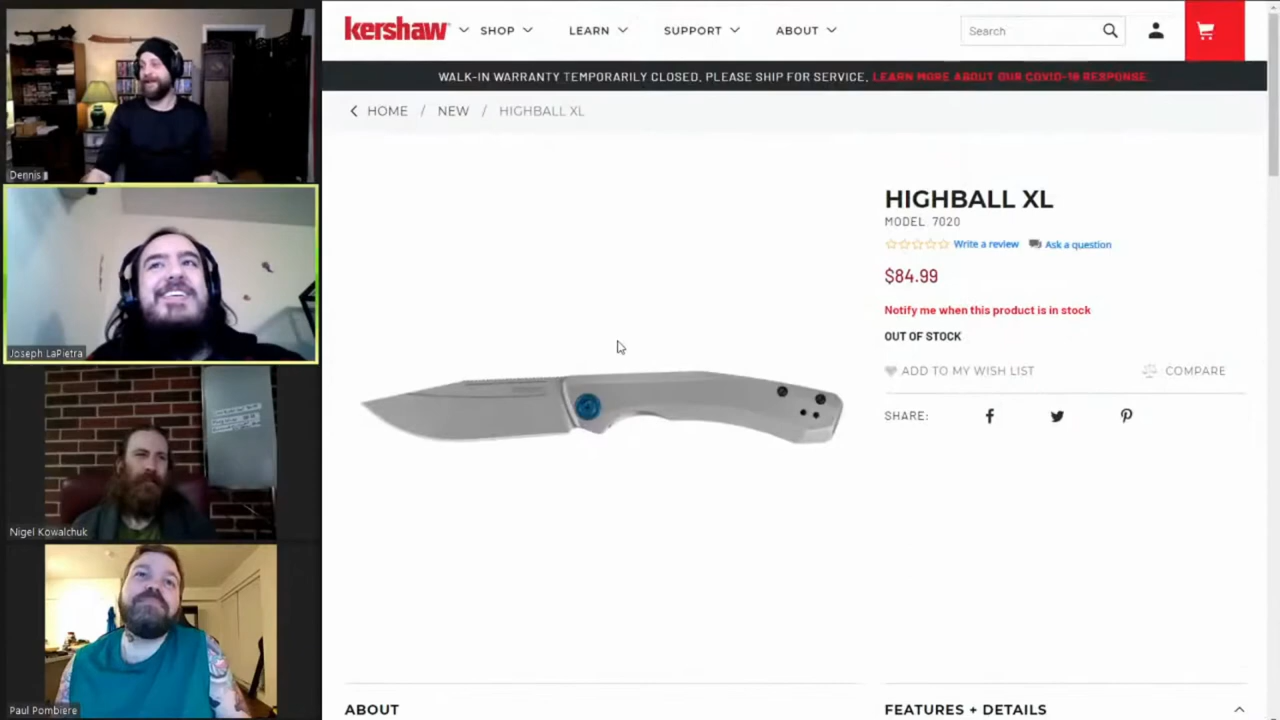 Dennis
Joseph LaPietra
Nigel Kowalchuk
Paul Pombiere
kershaw
SHOP
LEARN
SUPPORT
ABOUT
Search
WALK-IN WARRANTY TEMPORARILY CLOSED, PLEASE SHIP FOR SERVICE, LEARN MORE ABOUT OUR COVID-19 RESPONSE.
HOME / NEW / HIGHBALL XL
HIGHBALL XL
MODEL 7020
Write a review
Ask a question
$84.99
Notify me when this product is in stock
OUT OF STOCK
ADD TO MY WISH LIST
COMPARE
SHARE:
ABOUT
FEATURES + DETAILS